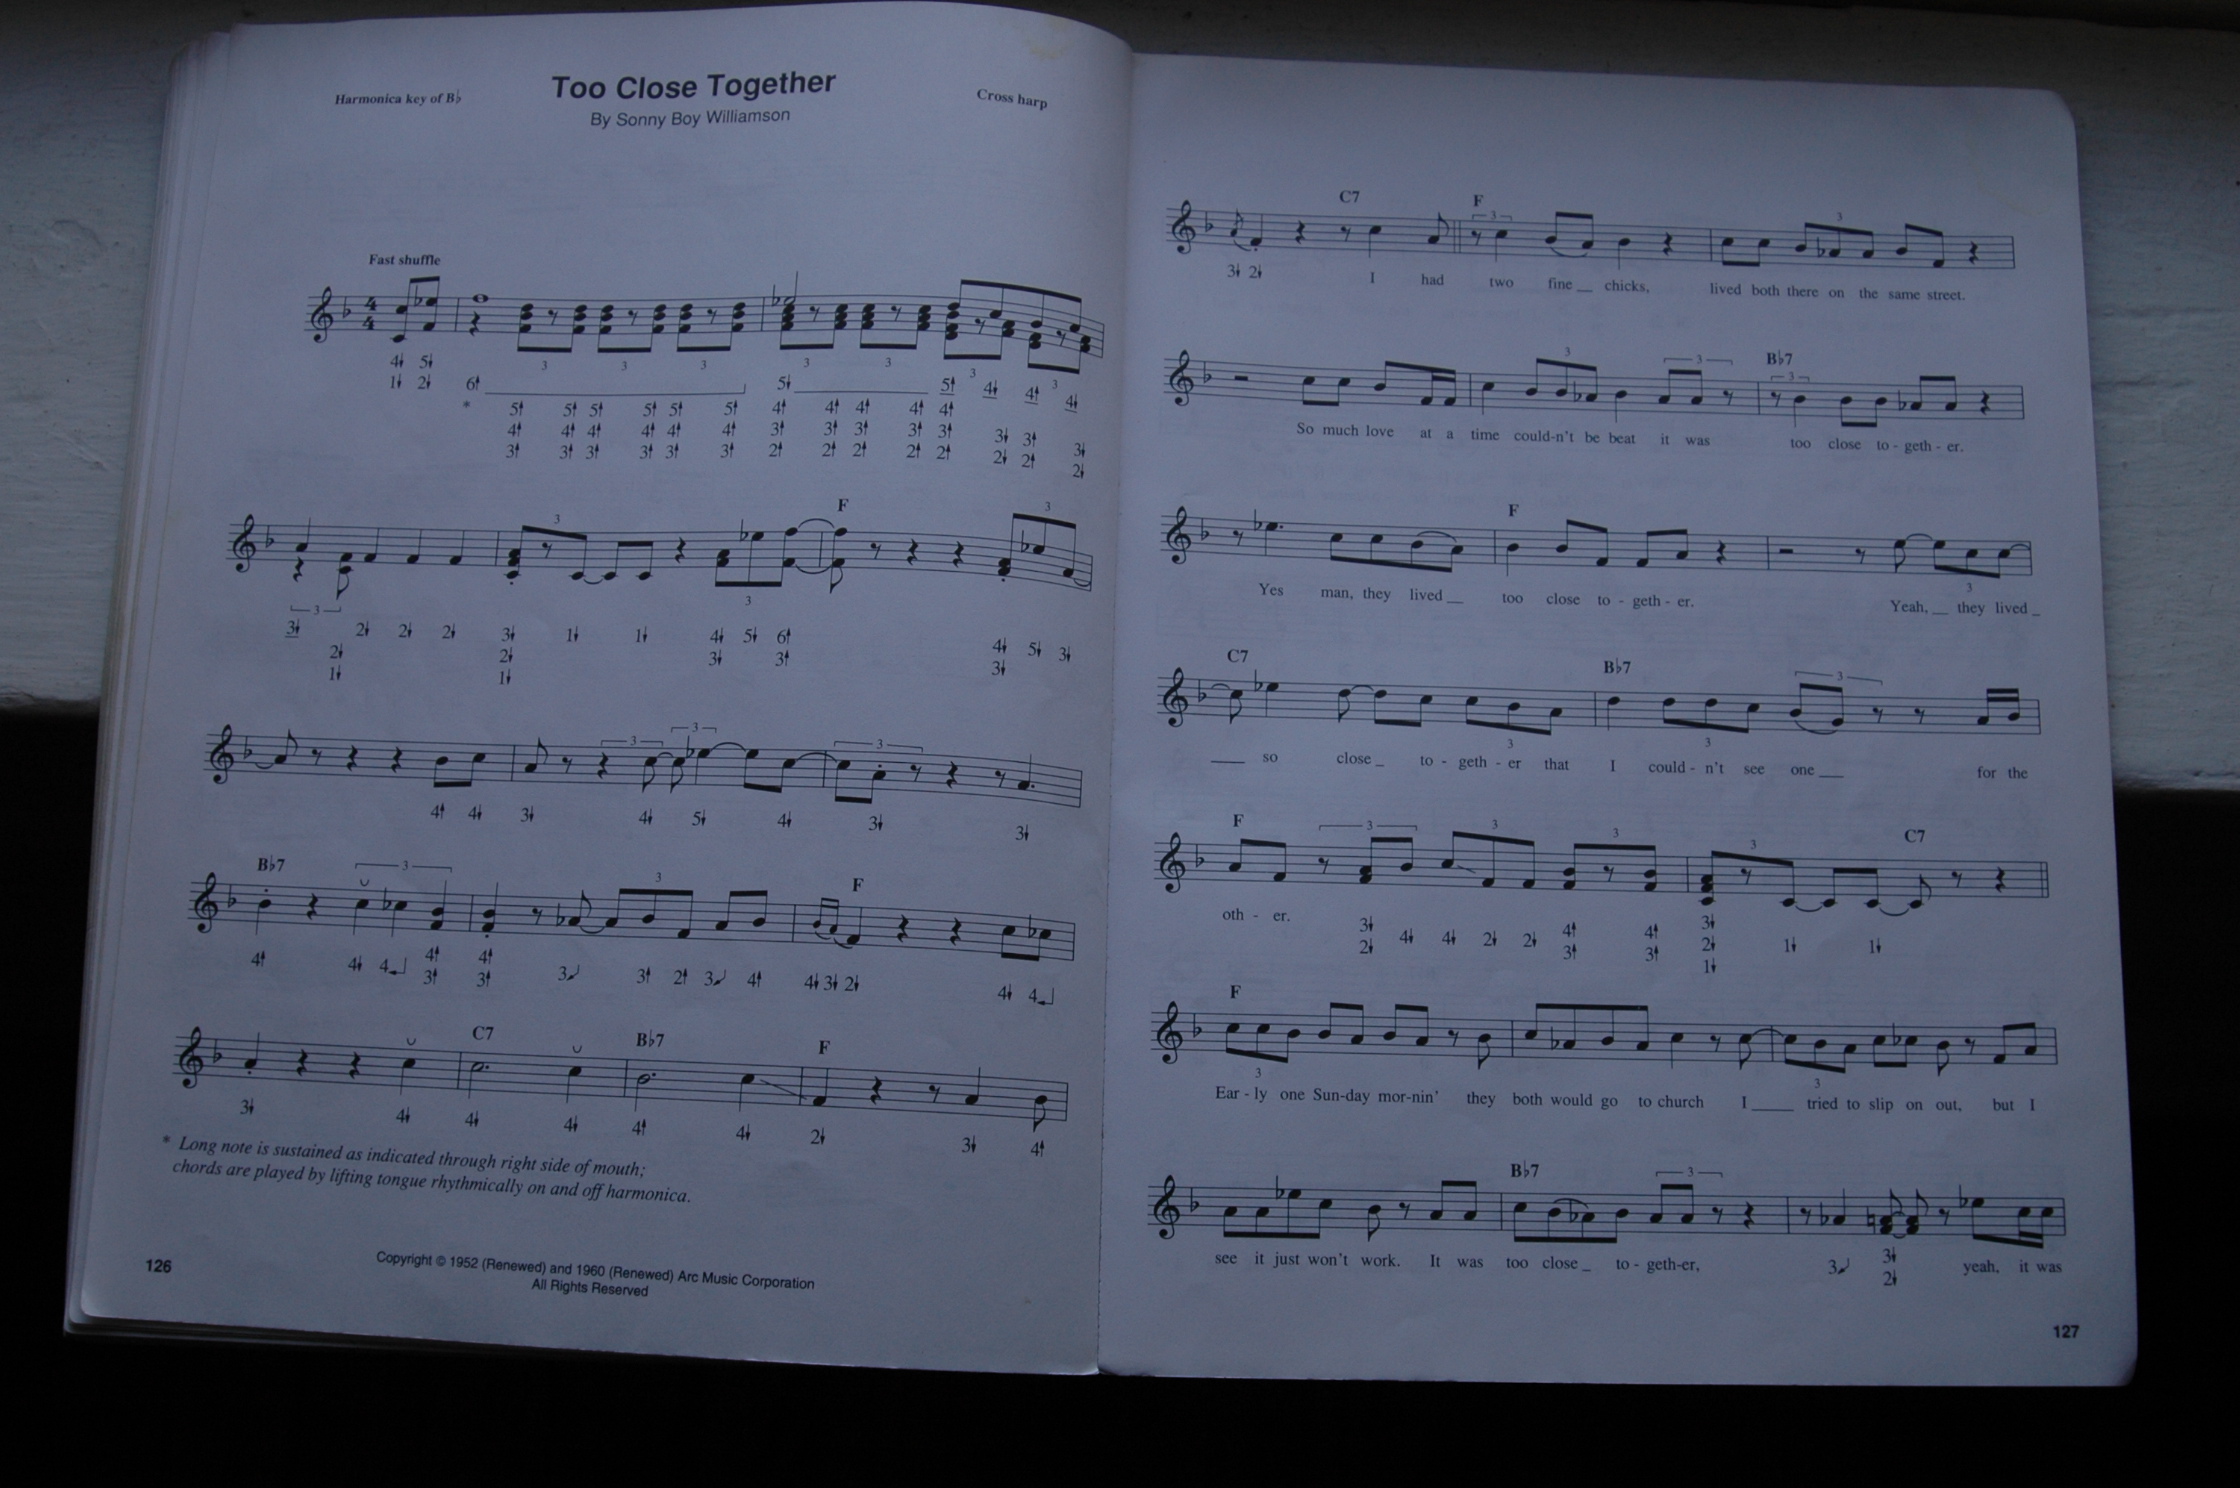 Harmonica key of B♭
Too Close Together
Cross harp
By Sonny Boy Williamson
Fast shuffle
F
B♭7 F
C7 B♭7 F
* Long note is sustained as indicated through right side of mouth;
chords are played by lifting tongue rhythmically on and off harmonica.
126
Copyright © 1952 (Renewed) and 1960 (Renewed) Arc Music Corporation
All Rights Reserved
C7 F
I had two fine __ chicks, lived both there on the same street.
B♭7
So much love at a time could-n't be beat it was too close to - geth - er.
F
Yes man, they lived __ too close to - geth - er. Yeah, __ they lived _
C7 B♭7
___ so close _ to - geth - er that I could - n't see one ___ for the
F C7
oth - er.
F
Ear - ly one Sun-day mor-nin' they both would go to church I ____ tried to slip on out, but I
B♭7
see it just won't work. It was too close _ to - geth-er, yeah, it was
127